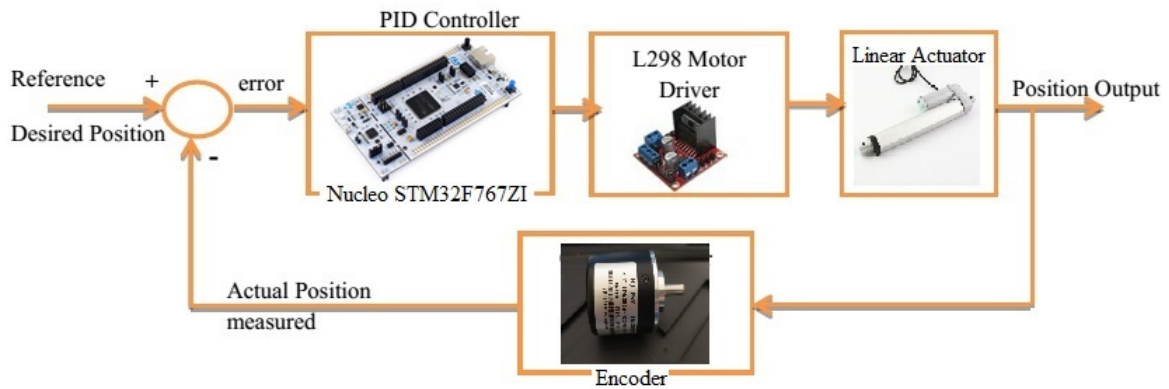 PID Controller
Reference
+
error
Desired Position
-
Nucleo STM32F767ZI
L298 Motor
Driver
Linear Actuator
Position Output
Actual Position
measured
Encoder